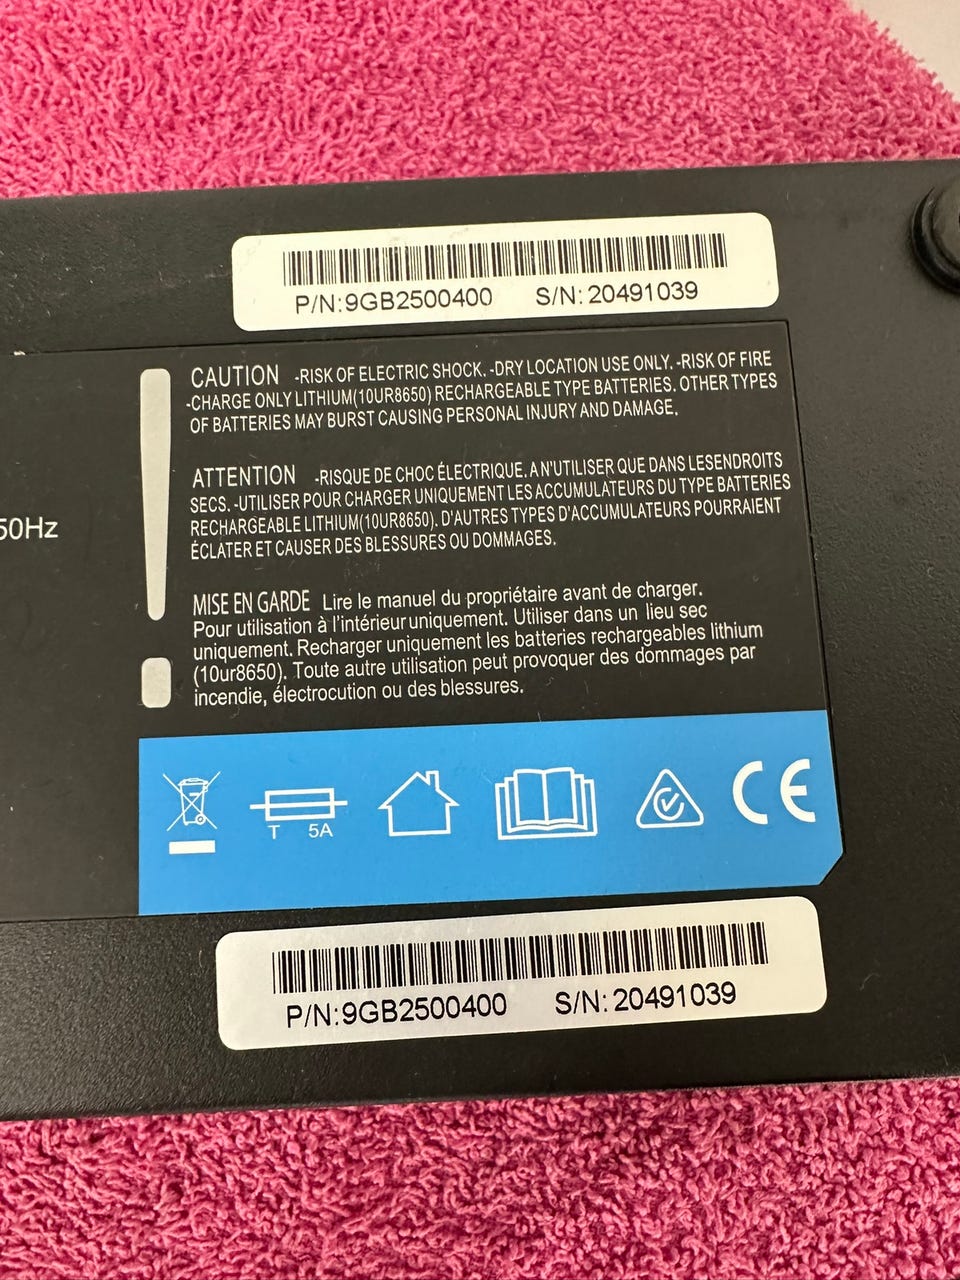 P/N:9GB2500400 S/N: 20491039
CAUTION -RISK OF ELECTRIC SHOCK. -DRY LOCATION USE ONLY. -RISK OF FIRE
-CHARGE ONLY LITHIUM(10UR8650) RECHARGEABLE TYPE BATTERIES. OTHER TYPES
OF BATTERIES MAY BURST CAUSING PERSONAL INJURY AND DAMAGE.
ATTENTION -RISQUE DE CHOC ÉLECTRIQUE. A N'UTILISER QUE DANS LESENDROITS
SECS. -UTILISER POUR CHARGER UNIQUEMENT LES ACCUMULATEURS DU TYPE BATTERIES
RECHARGEABLE LITHIUM(10UR8650). D'AUTRES TYPES D'ACCUMULATEURS POURRAIENT
ÉCLATER ET CAUSER DES BLESSURES OU DOMMAGES.
50Hz
MISE EN GARDE Lire le manuel du propriétaire avant de charger.
Pour utilisation à l'intérieur uniquement. Utiliser dans un lieu sec
uniquement. Recharger uniquement les batteries rechargeables lithium
(10ur8650). Toute autre utilisation peut provoquer des dommages par
incendie, électrocution ou des blessures.
T 5A
CE
P/N:9GB2500400 S/N: 20491039